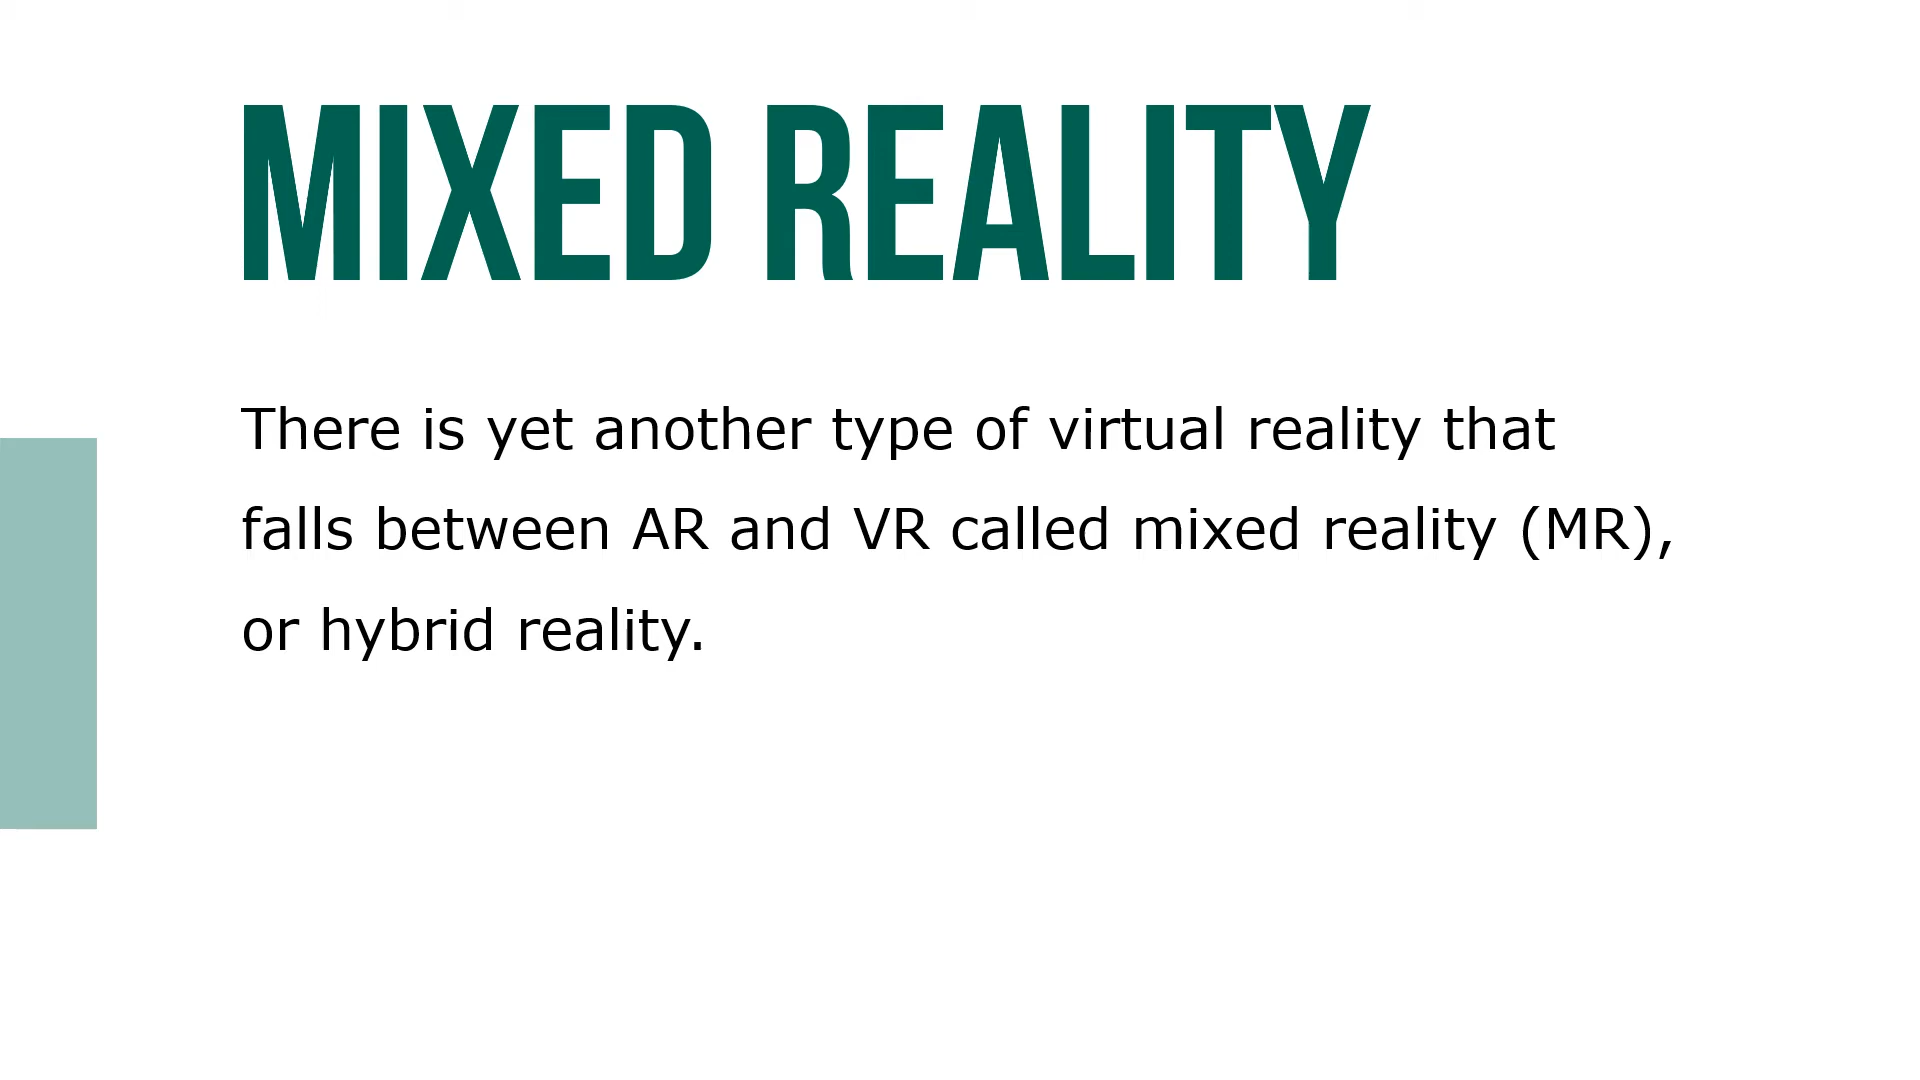 MIXED REALITY
There is yet another type of virtual reality that
falls between AR and VR called mixed reality (MR),
or hybrid reality.